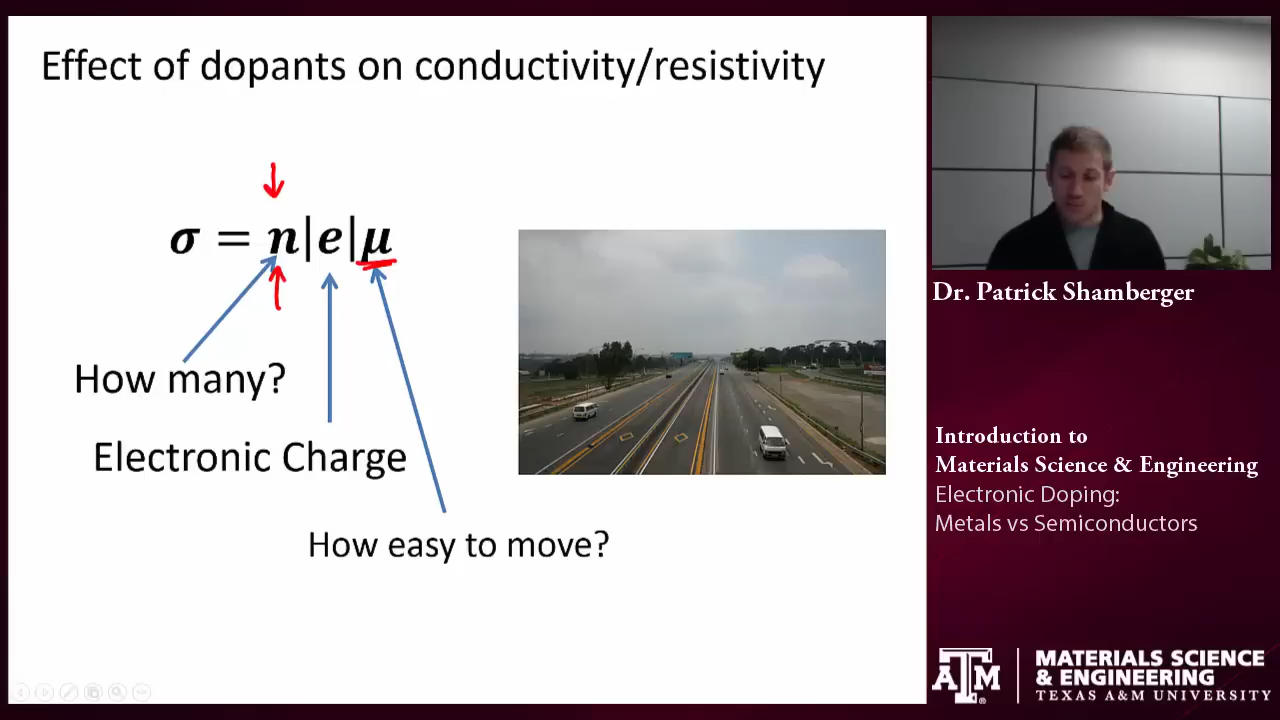 Effect of dopants on conductivity/resistivity
σ = n|e|μ
How many?
Electronic Charge
How easy to move?
Dr. Patrick Shamberger
Introduction to
Materials Science & Engineering
Electronic Doping:
Metals vs Semiconductors
ATM
MATERIALS SCIENCE
& ENGINEERING
TEXAS A&M UNIVERSITY